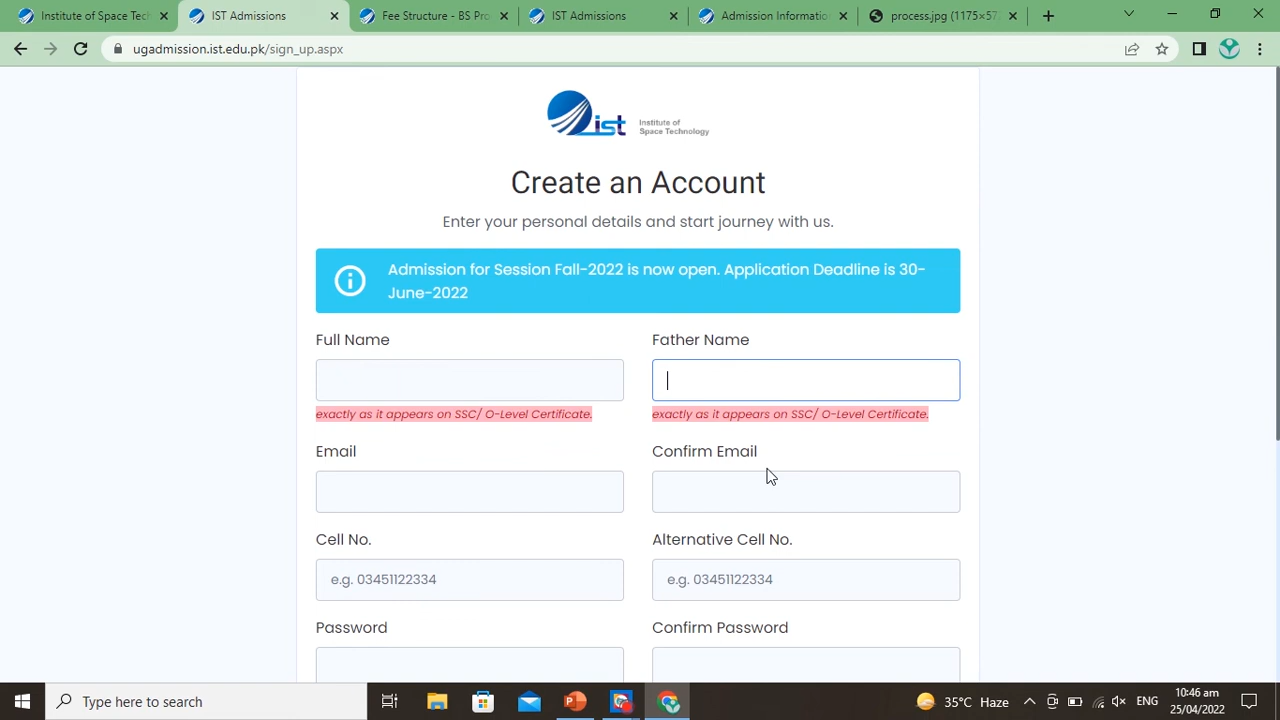 Institute of Space Tech
IST Admissions
Fee Structure - BS Pro
IST Admissions
Admission Informatio
process.jpg (1175×57
ugadmission.ist.edu.pk/sign_up.aspx
ist
Institute of
Space Technology
Create an Account
Enter your personal details and start journey with us.
Admission for Session Fall-2022 is now open. Application Deadline is 30-
June-2022
Full Name
Father Name
exactly as it appears on SSC/ O-Level Certificate.
exactly as it appears on SSC/ O-Level Certificate.
Email
Confirm Email
Cell No.
Alternative Cell No.
e.g. 03451122334
e.g. 03451122334
Password
Confirm Password
Type here to search
35°C Haze
ENG
10:46 am
25/04/2022